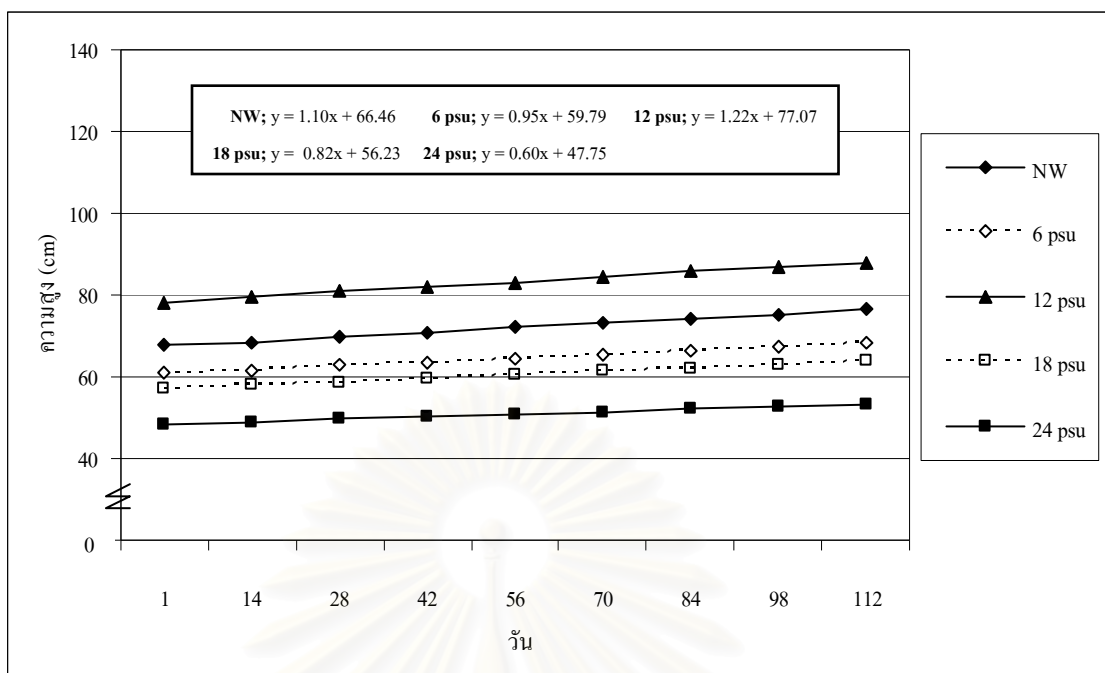 140
120
100
80
60
40
0
ความสูง (cm)
NW; y = 1.10x + 66.46 6 psu; y = 0.95x + 59.79 12 psu; y = 1.22x + 77.07
18 psu; y = 0.82x + 56.23 24 psu; y = 0.60x + 47.75
1 14 28 42 56 70 84 98 112
วัน
NW
6 psu
12 psu
18 psu
24 psu